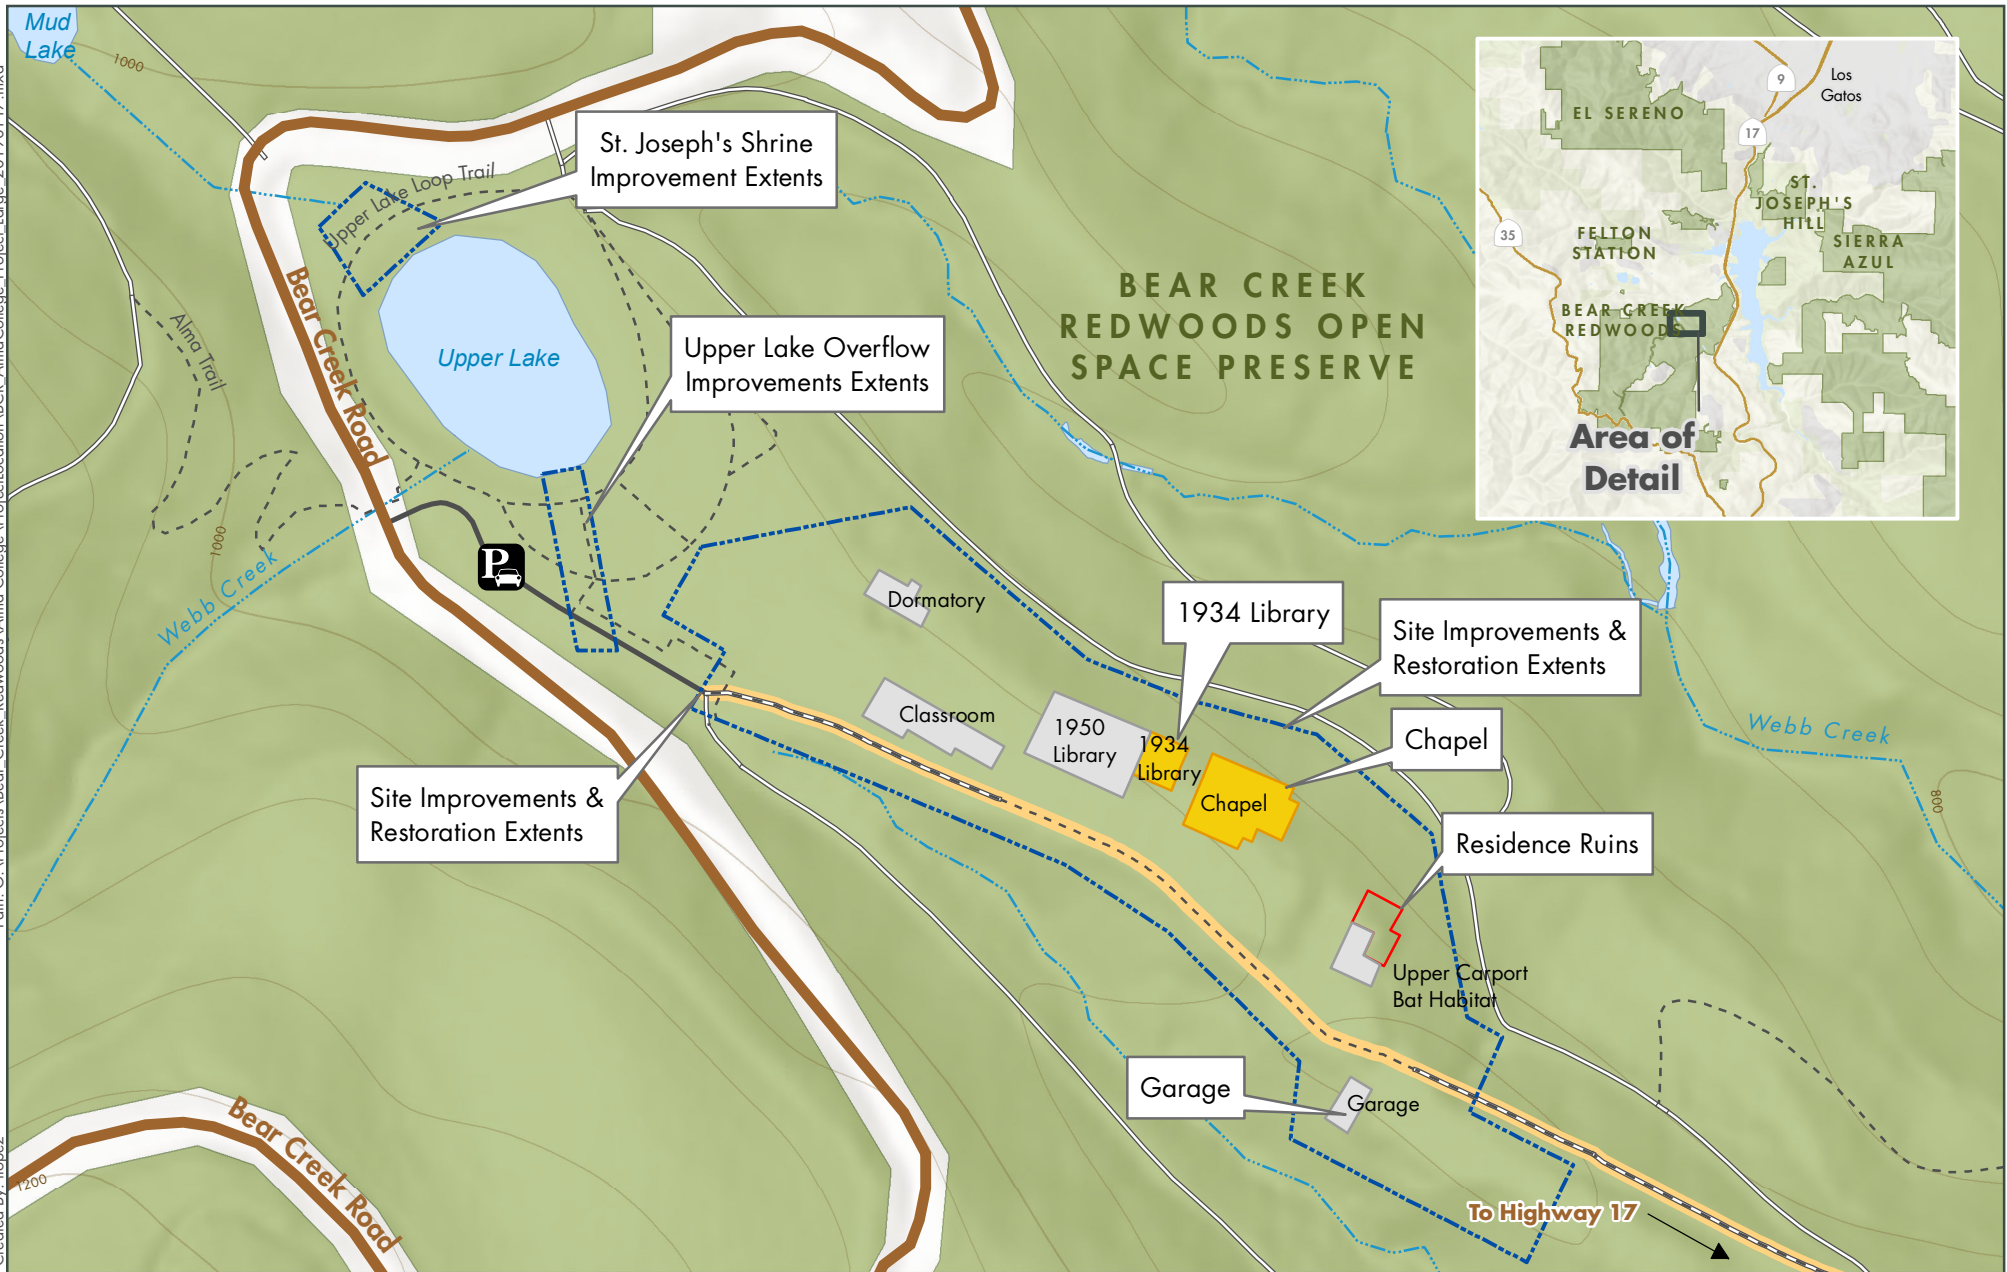 Mud
Lake
1000
St. Joseph's Shrine
Improvement Extents
Upper Lake Loop Trail
Bear Creek Road
Alma Trail
Upper Lake
Upper Lake Overflow
Improvements Extents
BEAR CREEK
REDWOODS OPEN
SPACE PRESERVE
9
Los
Gatos
EL SERENO
17
ST.
JOSEPH'S
HILL
35
FELTON
STATION
SIERRA
AZUL
BEAR CREEK
REDWOODS
Area of
Detail
1000
Webb Creek
P
Dormatory
1934 Library
Site Improvements &
Restoration Extents
Classroom
1950
Library
1934
Library
Chapel
Chapel
Webb Creek
800
Site Improvements &
Restoration Extents
Residence Ruins
Upper Carport
Bat Habitat
Garage
Garage
Bear Creek Road
1200
To Highway 17